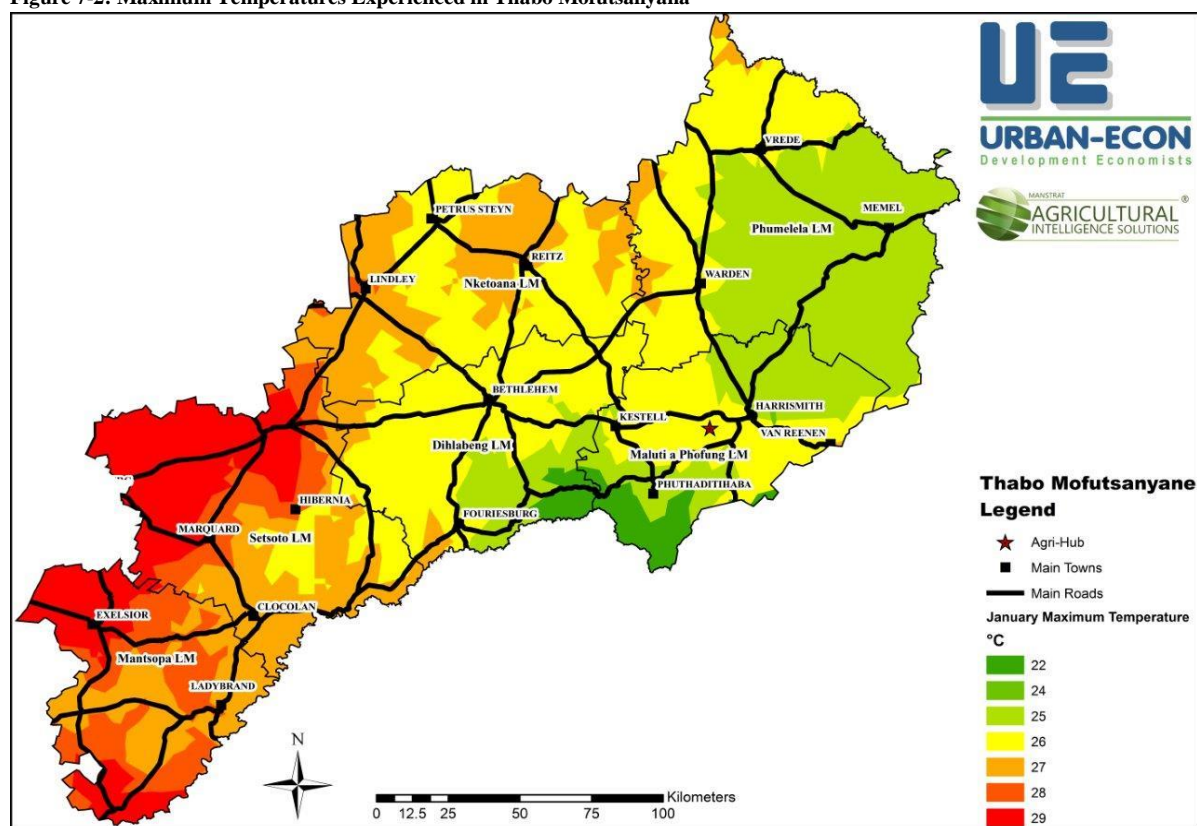 Figure 7-2: Maximum Temperatures Experienced in Thabo Mofutsanyana
UE
URBAN-ECON
Development Economists
MANSTRAT
AGRICULTURAL®
INTELLIGENCE SOLUTIONS
VREDE
PETRUS STEYN
MEMEL
Phumelela LM
REITZ
LINDLEY
Nketoana LM
WARDEN
BETHLEHEM
HARRISMITH
KESTELL
VAN REENEN
Dihlabeng LM
Maluti a Phofung LM
PHUTHADITIHABA
HIBERNIA
FOURIESBURG
MARQUARD
Setsoto LM
EXELSIOR
CLOCOLAN
Mantsopa LM
LADYBRAND
N
Kilometers
0 12.5 25 50 75 100
Thabo Mofutsanyane
Legend
Agri-Hub
Main Towns
Main Roads
January Maximum Temperature
°C
22
24
25
26
27
28
29